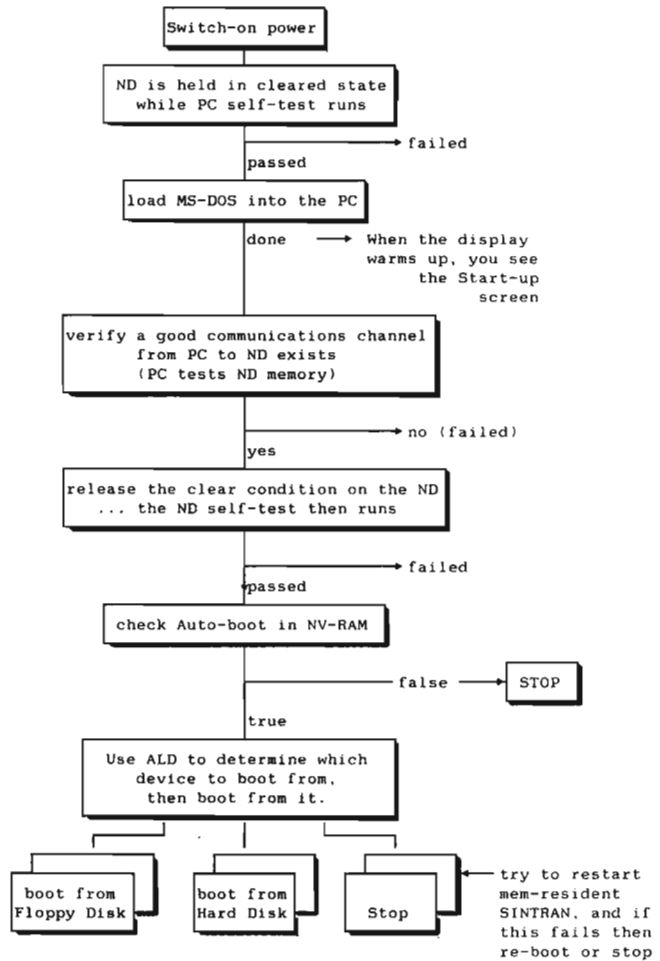 Switch-on power
ND is held in cleared state
while PC self-test runs
failed
passed
load MS-DOS into the PC
done
When the display
warms up, you see
the Start-up
screen
verify a good communications channel
from PC to ND exists
(PC tests ND memory)
no (failed)
yes
release the clear condition on the ND
... the ND self-test then runs
failed
passed
check Auto-boot in NV-RAM
false
STOP
true
Use ALD to determine which
device to boot from,
then boot from it.
boot from
Floppy Disk
boot from
Hard Disk
Stop
try to restart
mem-resident
SINTRAN, and if
this fails then
re-boot or stop